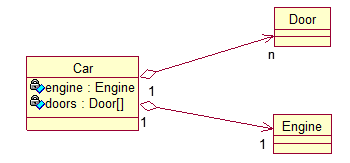 Door
n
Car
engine : Engine
doors : Door[]
1
1
Engine
1